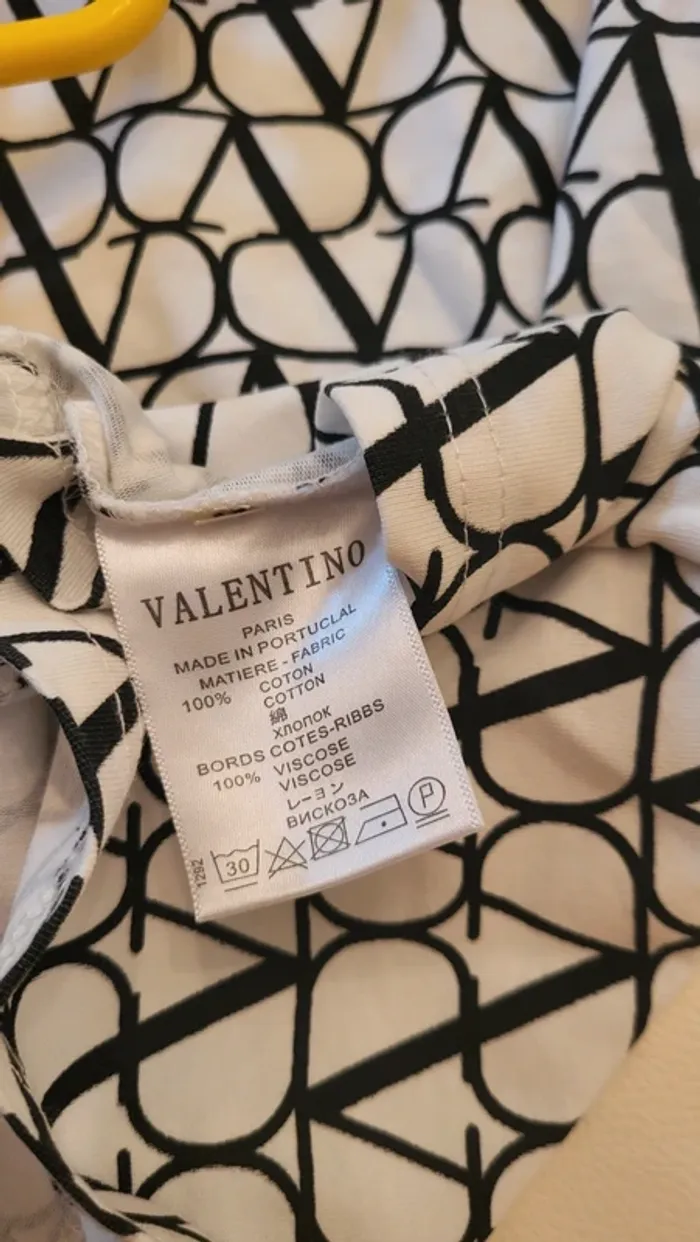 VALENTINO
PARIS
MADE IN PORTUCLAL
MATIERE - FABRIC
100% COTON
COTTON
綿
хлопок
BORDS COTES-RIBBS
100% VISCOSE
VISCOSE
レーヨン
ВИСКОЗА
30
P
1292